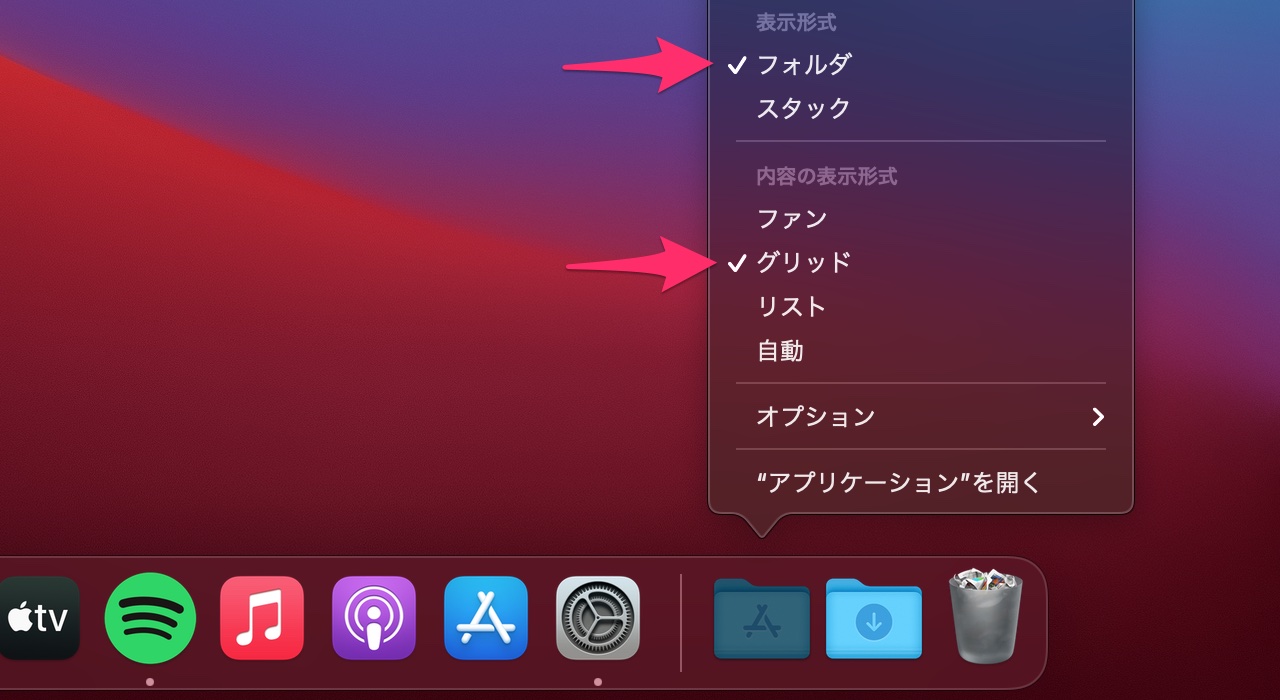 表示形式
フォルダ
スタック
内容の表示形式
ファン
グリッド
リスト
自動
オプション
“アプリケーション”を開く
tv